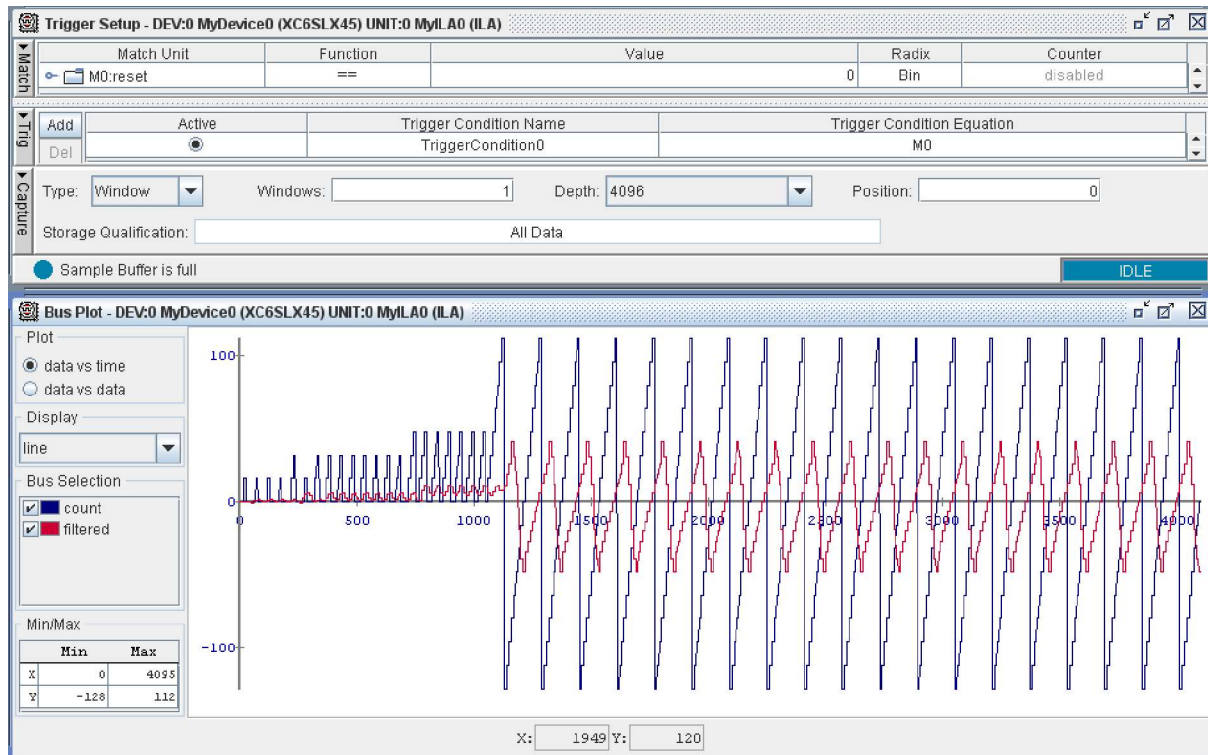 Trigger Setup - DEV:0 MyDevice0 (XC6SLX45) UNIT:0 MyILA0 (ILA)
Match
Match Unit Function Value Radix Counter
M0:reset == 0 Bin disabled
Trig
Add Active Trigger Condition Name Trigger Condition Equation
Del TriggerCondition0 M0
Capture
Type: Window Windows: 1 Depth: 4096 Position: 0
Storage Qualification: All Data
Sample Buffer is full IDLE
Bus Plot - DEV:0 MyDevice0 (XC6SLX45) UNIT:0 MyILA0 (ILA)
Plot
data vs time
data vs data
Display
line
Bus Selection
count
filtered
Min/Max
Min Max
X 0 4095
Y -128 112
100
0
-100
0 500 1000 1500 2000 2500 3000 3500 4000
X: 1949 Y: 120